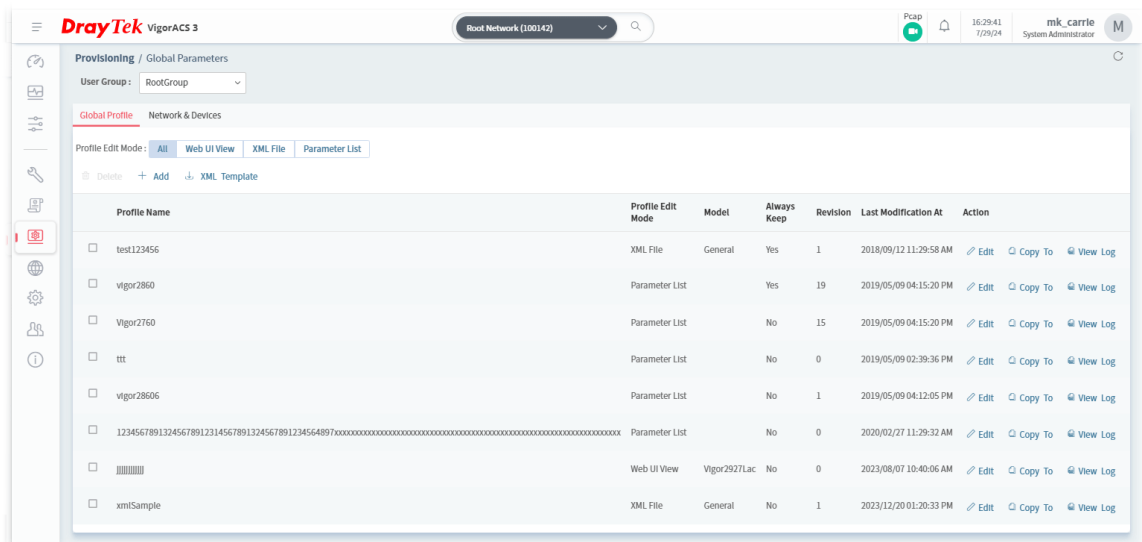 DrayTek VigorACS 3
Root Network (100142)
Pcap
16:29:41
7/29/24
mk_carrie
System Administrator
M
Provisioning / Global Parameters
User Group : RootGroup
Global Profile Network & Devices
Profile Edit Mode : All Web UI View XML File Parameter List
Delete + Add XML Template
Profile Name Profile Edit Mode Model Always Keep Revision Last Modification At Action
test123456 XML File General Yes 1 2018/09/12 11:29:58 AM Edit Copy To View Log
vigor2860 Parameter List Yes 19 2019/05/09 04:15:20 PM Edit Copy To View Log
Vigor2760 Parameter List No 15 2019/05/09 04:15:20 PM Edit Copy To View Log
ttt Parameter List No 0 2019/05/09 02:39:36 PM Edit Copy To View Log
vigor28606 Parameter List No 1 2019/05/09 04:12:05 PM Edit Copy To View Log
Parameter List No 0 2020/02/27 11:29:32 AM Edit Copy To View Log
Web UI View Vigor2927Lac No 0 2023/08/07 10:40:06 AM Edit Copy To View Log
xmlSample XML File General No 1 2023/12/20 01:20:33 PM Edit Copy To View Log